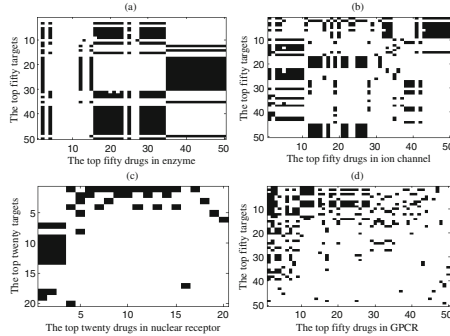 (a)
The top fifty targets
10
20
30
40
50
10 20 30 40 50
The top fifty drugs in enzyme
(b)
The top fifty targets
10
20
30
40
50
10 20 30 40 50
The top fifty drugs in ion channel
(c)
The top twenty targets
5
10
15
20
5 10 15 20
The top twenty drugs in nuclear receptor
(d)
The top fifty targets
10
20
30
40
50
10 20 30 40 50
The top fifty drugs in GPCR